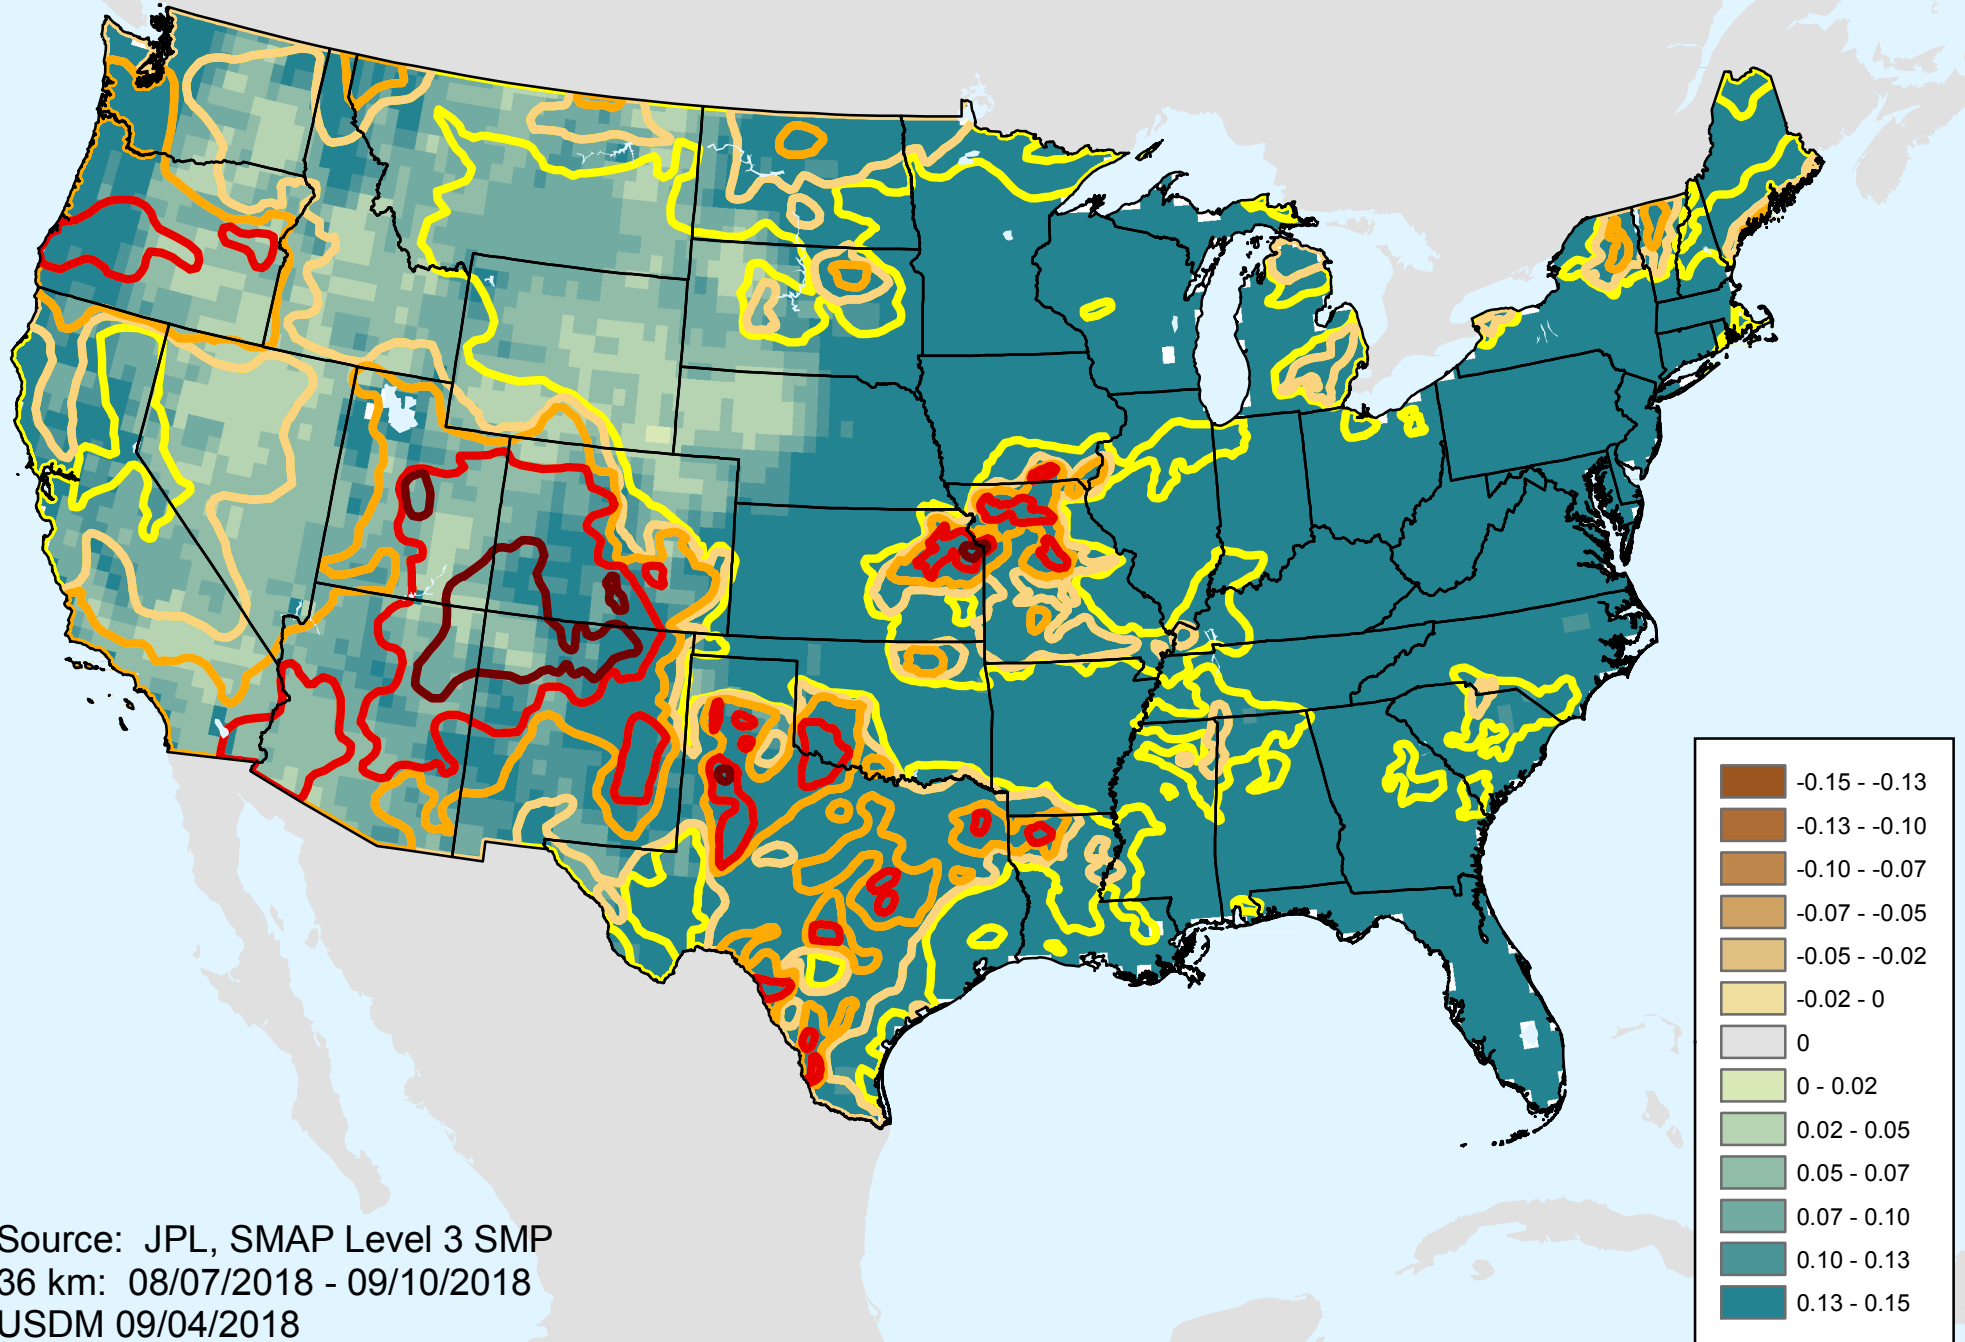 -0.15 - -0.13
-0.13 - -0.10
-0.10 - -0.07
-0.07 - -0.05
-0.05 - -0.02
-0.02 - 0
0
0 - 0.02
0.02 - 0.05
0.05 - 0.07
0.07 - 0.10
0.10 - 0.13
0.13 - 0.15
Source: JPL, SMAP Level 3 SMP
36 km: 08/07/2018 - 09/10/2018
USDM 09/04/2018